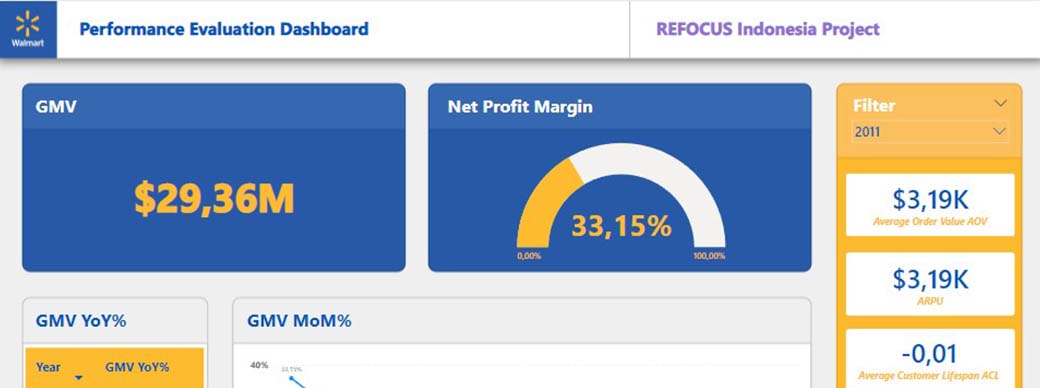 Walmart
Performance Evaluation Dashboard
REFOCUS Indonesia Project
GMV
$29,36M
Net Profit Margin
33,15%
0,00%
100,00%
Filter
2011
$3,19K
Average Order Value AOV
$3,19K
ARPU
-0,01
Average Customer Lifespan ACL
GMV YoY%
Year
GMV YoY%
GMV MoM%
40%